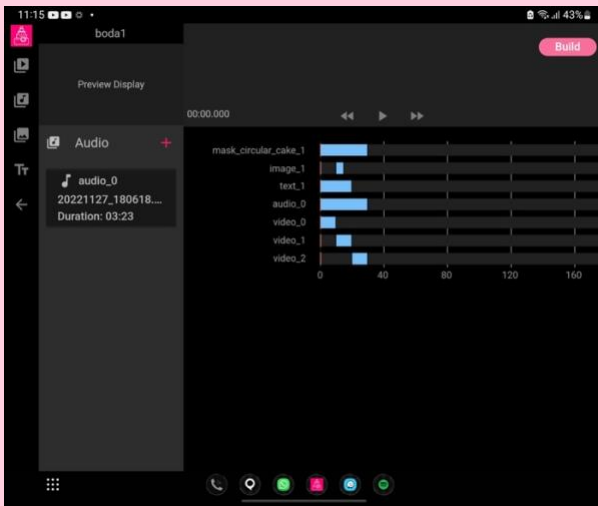 11:15
43%
boda1
Build
Preview Display
00:00.000
Audio
+
audio_0
20221127_180618....
Duration: 03:23
Tт
mask_circular_cake_1
image_1
text_1
audio_0
video_0
video_1
video_2
0 40 80 120 160